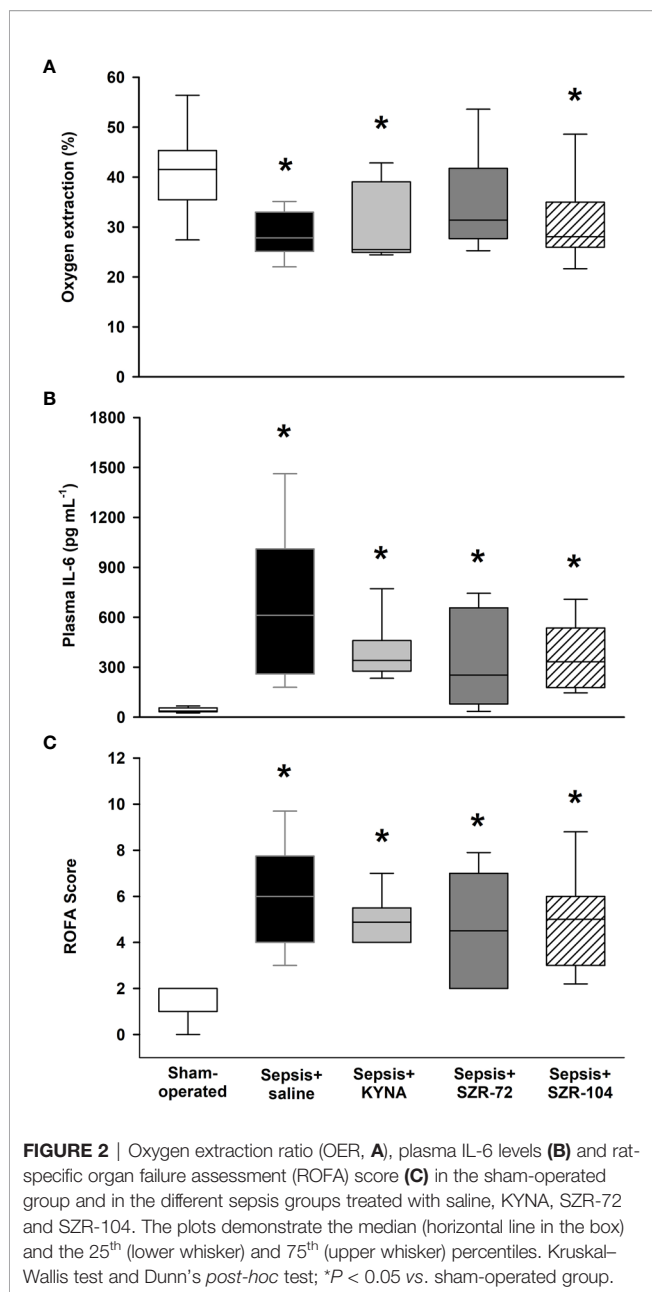 A
Oxygen extraction (%)
60
50
40
30
20
10
0
*
*
*
B
Plasma IL-6 (pg mL⁻¹)
1800
1500
1200
900
600
300
0
*
*
*
*
C
ROFA Score
12
10
8
6
4
2
0
*
*
*
*
Sham-
operated
Sepsis+
saline
Sepsis+
KYNA
Sepsis+
SZR-72
Sepsis+
SZR-104
FIGURE 2 | Oxygen extraction ratio (OER, A), plasma IL-6 levels (B) and rat-
specific organ failure assessment (ROFA) score (C) in the sham-operated
group and in the different sepsis groups treated with saline, KYNA, SZR-72
and SZR-104. The plots demonstrate the median (horizontal line in the box)
and the 25th (lower whisker) and 75th (upper whisker) percentiles. Kruskal–
Wallis test and Dunn’s post-hoc test; *P < 0.05 vs. sham-operated group.